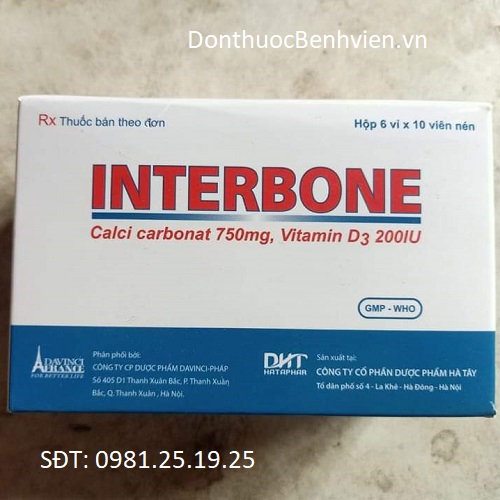 DonthuocBenhvien.vn
Rx Thuốc bán theo đơn
Hộp 6 vỉ x 10 viên nén
INTERBONE
Calci carbonat 750mg, Vitamin D3 200IU
GMP - WHO
DAVINCI
FRANCE
FOR BETTER LIFE
Phân phối bởi:
CÔNG TY CP DƯỢC PHẨM DAVINCI-PHÁP
Số 405 D1 Thanh Xuân Bắc, P. Thanh Xuân
Bắc, Q. Thanh Xuân , Hà Nội.
DHT
HATAPHAR
Sản xuất tại:
CÔNG TY CỔ PHẦN DƯỢC PHẨM HÀ TÂY
Tổ dân phố số 4 - La Khê - Hà Đông - Hà Nội
SĐT: 0981.25.19.25